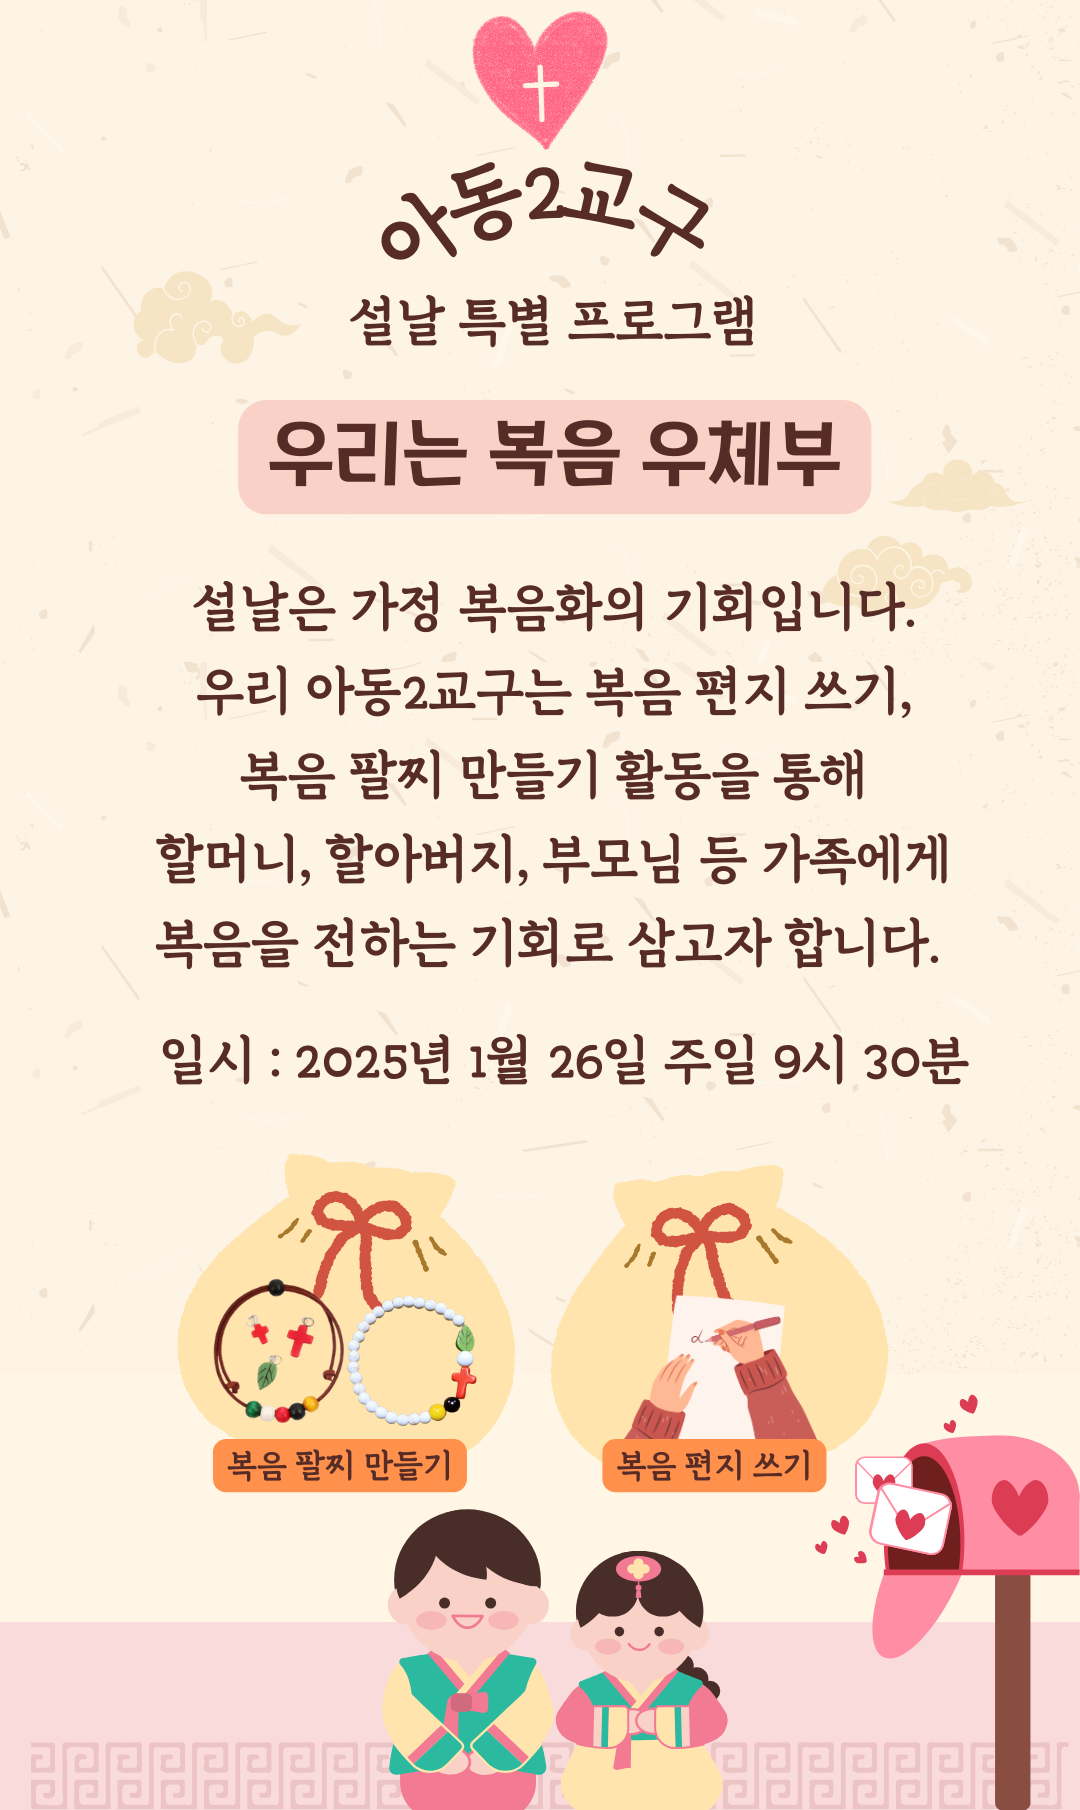 아동2교구
설날 특별 프로그램
우리는 복음 우체부
설날은 가정 복음화의 기회입니다.
우리 아동2교구는 복음 편지 쓰기,
복음 팔찌 만들기 활동을 통해
할머니, 할아버지, 부모님 등 가족에게
복음을 전하는 기회로 삼고자 합니다.
일시 : 2025년 1월 26일 주일 9시 30분
복음 팔찌 만들기
복음 편지 쓰기